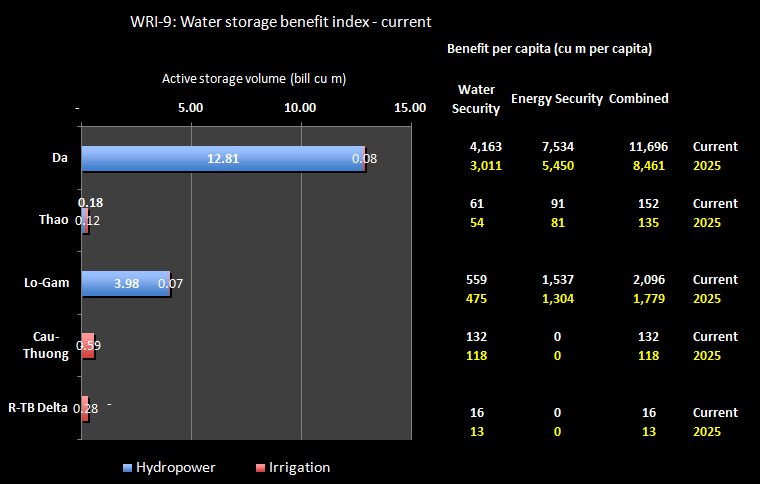 WRI-9: Water storage benefit index - current
Benefit per capita (cu m per capita)
Active storage volume (bill cu m)
Water Security Energy Security Combined
- 5.00 10.00 15.00
Da 12.81 0.08 4,163 7,534 11,696 Current
3,011 5,450 8,461 2025
Thao 0.18 0.12 61 91 152 Current
54 81 135 2025
Lo-Gam 3.98 0.07 559 1,537 2,096 Current
475 1,304 1,779 2025
Cau-Thuong 0.59 132 0 132 Current
118 0 118 2025
R-TB Delta 0.28 - 16 0 16 Current
13 0 13 2025
Hydropower Irrigation